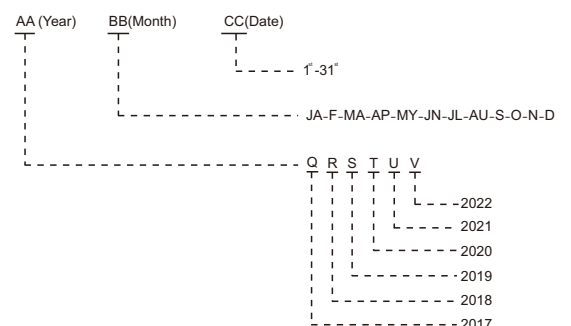 AA (Year) BB(Month) CC(Date)
1st-31st
JA-F-MA-AP-MY-JN-JL-AU-S-O-N-D
Q R S T U V
2022
2021
2020
2019
2018
2017